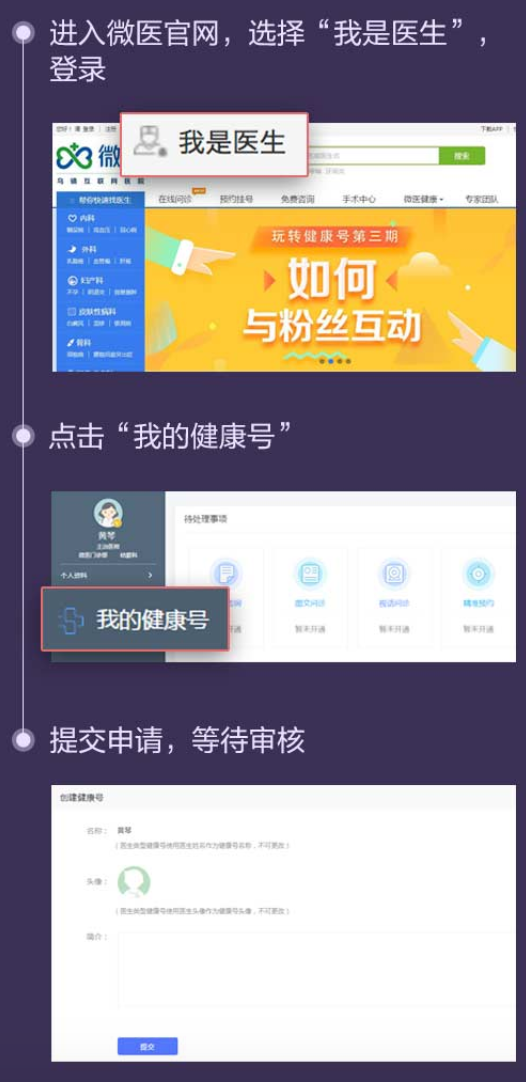 进入微医官网，选择“我是医生”，
登录
我是医生
下载APP
微
搜索
乌镇互联网医院
帮你快速找医生
在线问诊
预约挂号
免费咨询
手术中心
微医健康
专家团队
内科
外科
妇产科
皮肤性病科
骨科
玩转健康号第三期
如何
与粉丝互动
点击“我的健康号”
黄琴
主治医师
个人资料
待处理事项
图文问诊
视话问诊
精准预约
暂未开通
暂未开通
暂未开通
我的健康号
提交申请，等待审核
创建健康号
名称：
黄琴
（医生类型健康号使用医生姓名作为健康号名称，不可更改）
头像：
（医生类型健康号使用医生头像作为健康号头像，不可更改）
简介：
提交